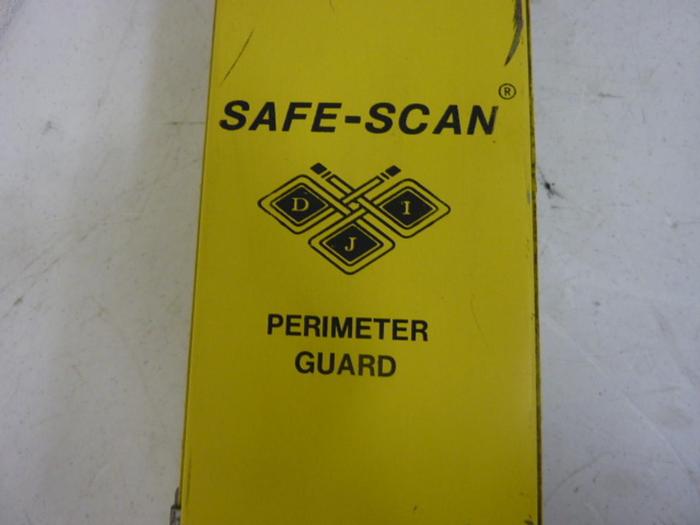 SAFE-SCAN®
D I
J
PERIMETER
GUARD